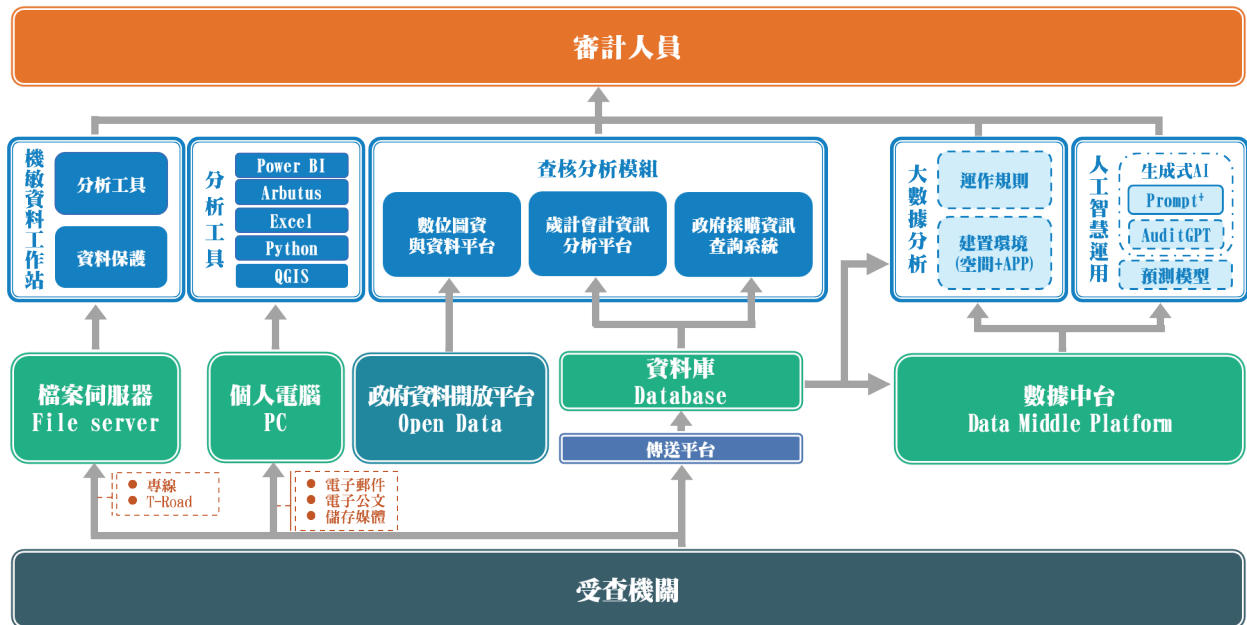 審計人員
機敏資料工作站
分析工具
資料保護
分析工具
Power BI
Arbutus
Excel
Python
QGIS
查核分析模組
數位圖資
與資料平台
歲計會計資訊
分析平台
政府採購資訊
查詢系統
大數據分析
運作規則
建置環境
(空間+APP)
人工智慧運用
生成式AI
Prompt⁺
AuditGPT
預測模型
檔案伺服器
File server
個人電腦
PC
政府資料開放平台
Open Data
資料庫
Database
傳送平台
數據中台
Data Middle Platform
● 專線
● T-Road
● 電子郵件
● 電子公文
● 儲存媒體
受查機關